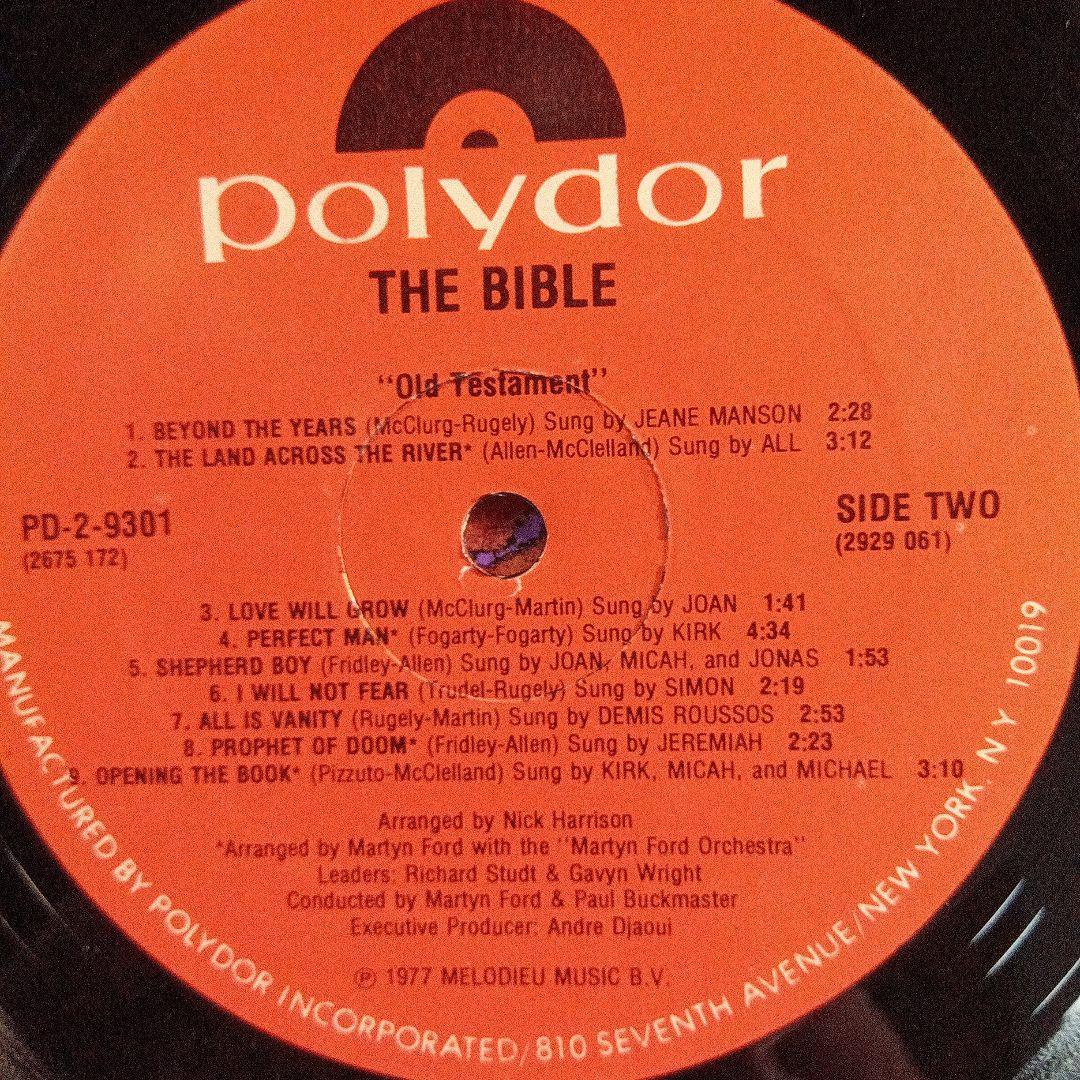 polydor
THE BIBLE
"Old Testament"
1. BEYOND THE YEARS (McClurg-Rugely) Sung by JEANE MANSON 2:28
2. THE LAND ACROSS THE RIVER* (Allen-McClelland) Sung by ALL 3:12
PD-2-9301
(2675 172)
SIDE TWO
(2929 061)
3. LOVE WILL GROW (McClurg-Martin) Sung by JOAN 1:41
4. PERFECT MAN* (Fogarty-Fogarty) Sung by KIRK 4:34
5. SHEPHERD BOY (Fridley-Allen) Sung by JOAN, MICAH, and JONAS 1:53
6. I WILL NOT FEAR (Trudel-Rugely) Sung by SIMON 2:19
7. ALL IS VANITY (Rugely-Martin) Sung by DEMIS ROUSSOS 2:53
8. PROPHET OF DOOM* (Fridley-Allen) Sung by JEREMIAH 2:23
9. OPENING THE BOOK* (Pizzuto-McClelland) Sung by KIRK, MICAH, and MICHAEL 3:10
Arranged by Nick Harrison
*Arranged by Martyn Ford with the "Martyn Ford Orchestra"
Leaders: Richard Studt & Gavyn Wright
Conducted by Martyn Ford & Paul Buckmaster
Executive Producer: Andre Djaoui
℗ 1977 MELODIEU MUSIC B.V.
MANUFACTURED BY POLYDOR INCORPORATED/810 SEVENTH AVENUE/NEW YORK, N Y 10019